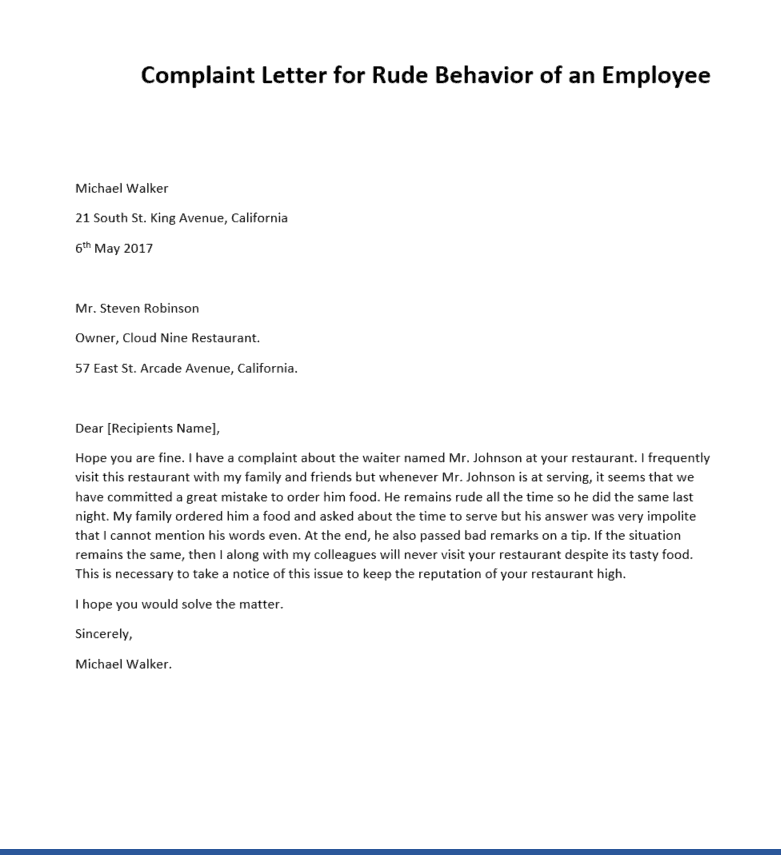 Complaint Letter for Rude Behavior of an Employee
Michael Walker
21 South St. King Avenue, California
6th May 2017
Mr. Steven Robinson
Owner, Cloud Nine Restaurant.
57 East St. Arcade Avenue, California.
Dear [Recipients Name],
Hope you are fine. I have a complaint about the waiter named Mr. Johnson at your restaurant. I frequently
visit this restaurant with my family and friends but whenever Mr. Johnson is at serving, it seems that we
have committed a great mistake to order him food. He remains rude all the time so he did the same last
night. My family ordered him a food and asked about the time to serve but his answer was very impolite
that I cannot mention his words even. At the end, he also passed bad remarks on a tip. If the situation
remains the same, then I along with my colleagues will never visit your restaurant despite its tasty food.
This is necessary to take a notice of this issue to keep the reputation of your restaurant high.
I hope you would solve the matter.
Sincerely,
Michael Walker.